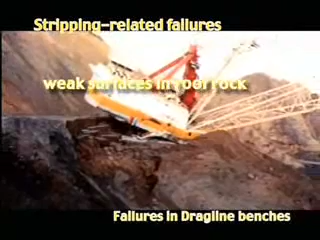 Stripping-related failures
weak surfaces in roof rock
Failures in Dragline benches